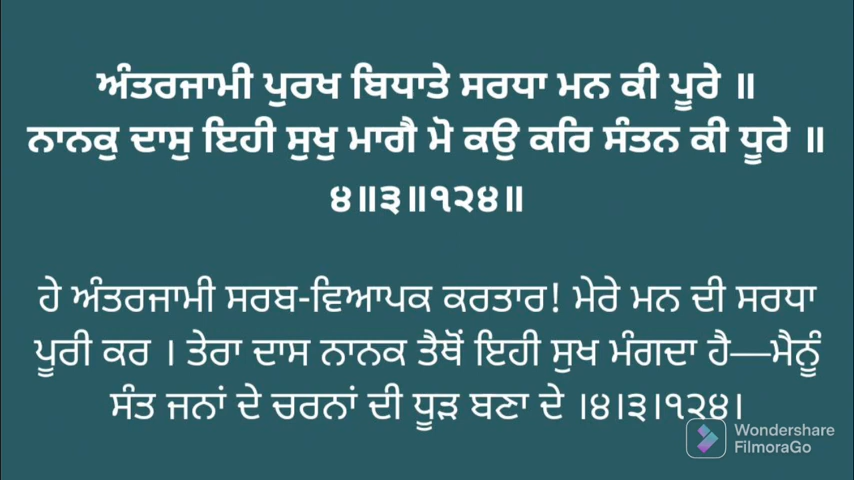 ਅੰਤਰਜਾਮੀ ਪੁਰਖ ਬਿਧਾਤੇ ਸਰਧਾ ਮਨ ਕੀ ਪੂਰੇ ॥
ਨਾਨਕੁ ਦਾਸੁ ਇਹੀ ਸੁਖੁ ਮਾਗੈ ਮੋ ਕਉ ਕਰਿ ਸੰਤਨ ਕੀ ਧੂਰੇ ॥
੪॥੩॥੧੨੪॥
ਹੇ ਅੰਤਰਜਾਮੀ ਸਰਬ-ਵਿਆਪਕ ਕਰਤਾਰ! ਮੇਰੇ ਮਨ ਦੀ ਸਰਧਾ
ਪੂਰੀ ਕਰ । ਤੇਰਾ ਦਾਸ ਨਾਨਕ ਤੈਥੋਂ ਇਹੀ ਸੁਖ ਮੰਗਦਾ ਹੈ—ਮੈਨੂੰ
ਸੰਤ ਜਨਾਂ ਦੇ ਚਰਨਾਂ ਦੀ ਧੂੜ ਬਣਾ ਦੇ ।੪।੩।੧੨੪।
Wondershare
FilmoraGo